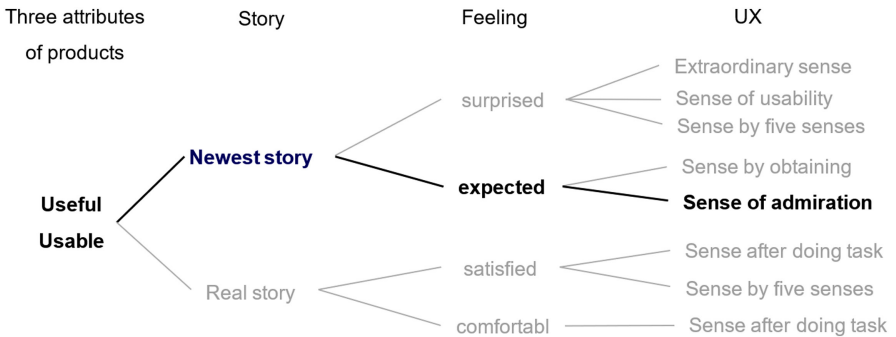 Three attributes
of products
Story
Feeling
UX
Useful
Usable
Newest story
Real story
surprised
expected
satisfied
comfortabl
Extraordinary sense
Sense of usability
Sense by five senses
Sense by obtaining
Sense of admiration
Sense after doing task
Sense by five senses
Sense after doing task